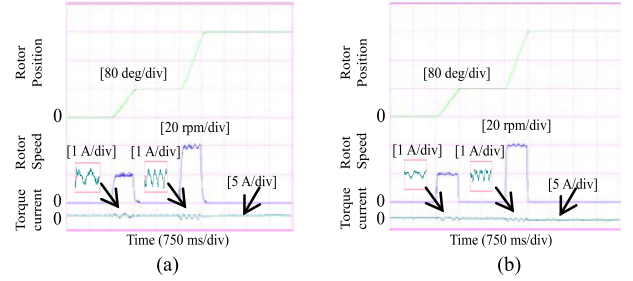 (a)
Rotor Position
[80 deg/div]
0
[20 rpm/div]
Rotor Speed
[1 A/div]
[1 A/div]
[5 A/div]
0
Torque current
0
Time (750 ms/div)
(a)
(b)
Rotor Position
[80 deg/div]
0
[20 rpm/div]
Rotot Speed
[1 A/div]
[1 A/div]
[5 A/div]
0
Torque current
0
Time (750 ms/div)
(b)